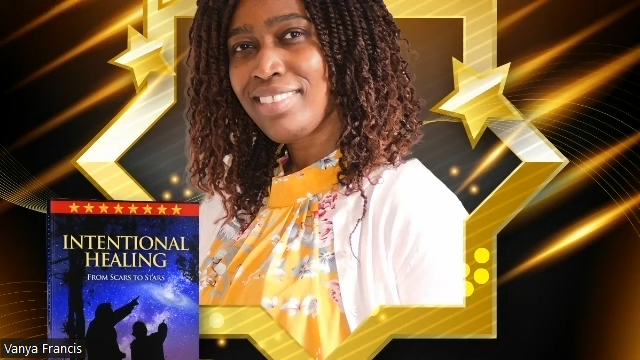 INTENTIONAL
HEALING
FROM SCARS TO STARS
Vanya Francis